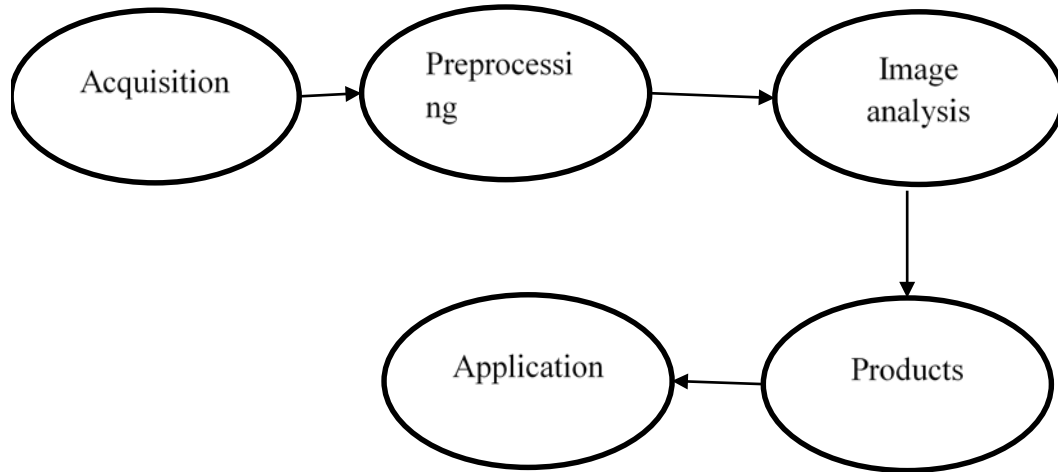 Acquisition
Preprocessi
ng
Image
analysis
Application
Products